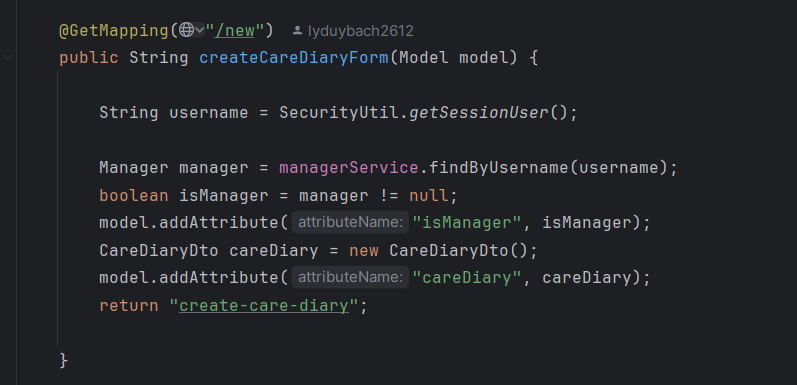 @GetMapping("/new") lyduybach2612
public String createCareDiaryForm(Model model) {
String username = SecurityUtil.getSessionUser();
Manager manager = managerService.findByUsername(username);
boolean isManager = manager != null;
model.addAttribute( attributeName: "isManager", isManager);
CareDiaryDto careDiary = new CareDiaryDto();
model.addAttribute( attributeName: "careDiary", careDiary);
return "create-care-diary";
}